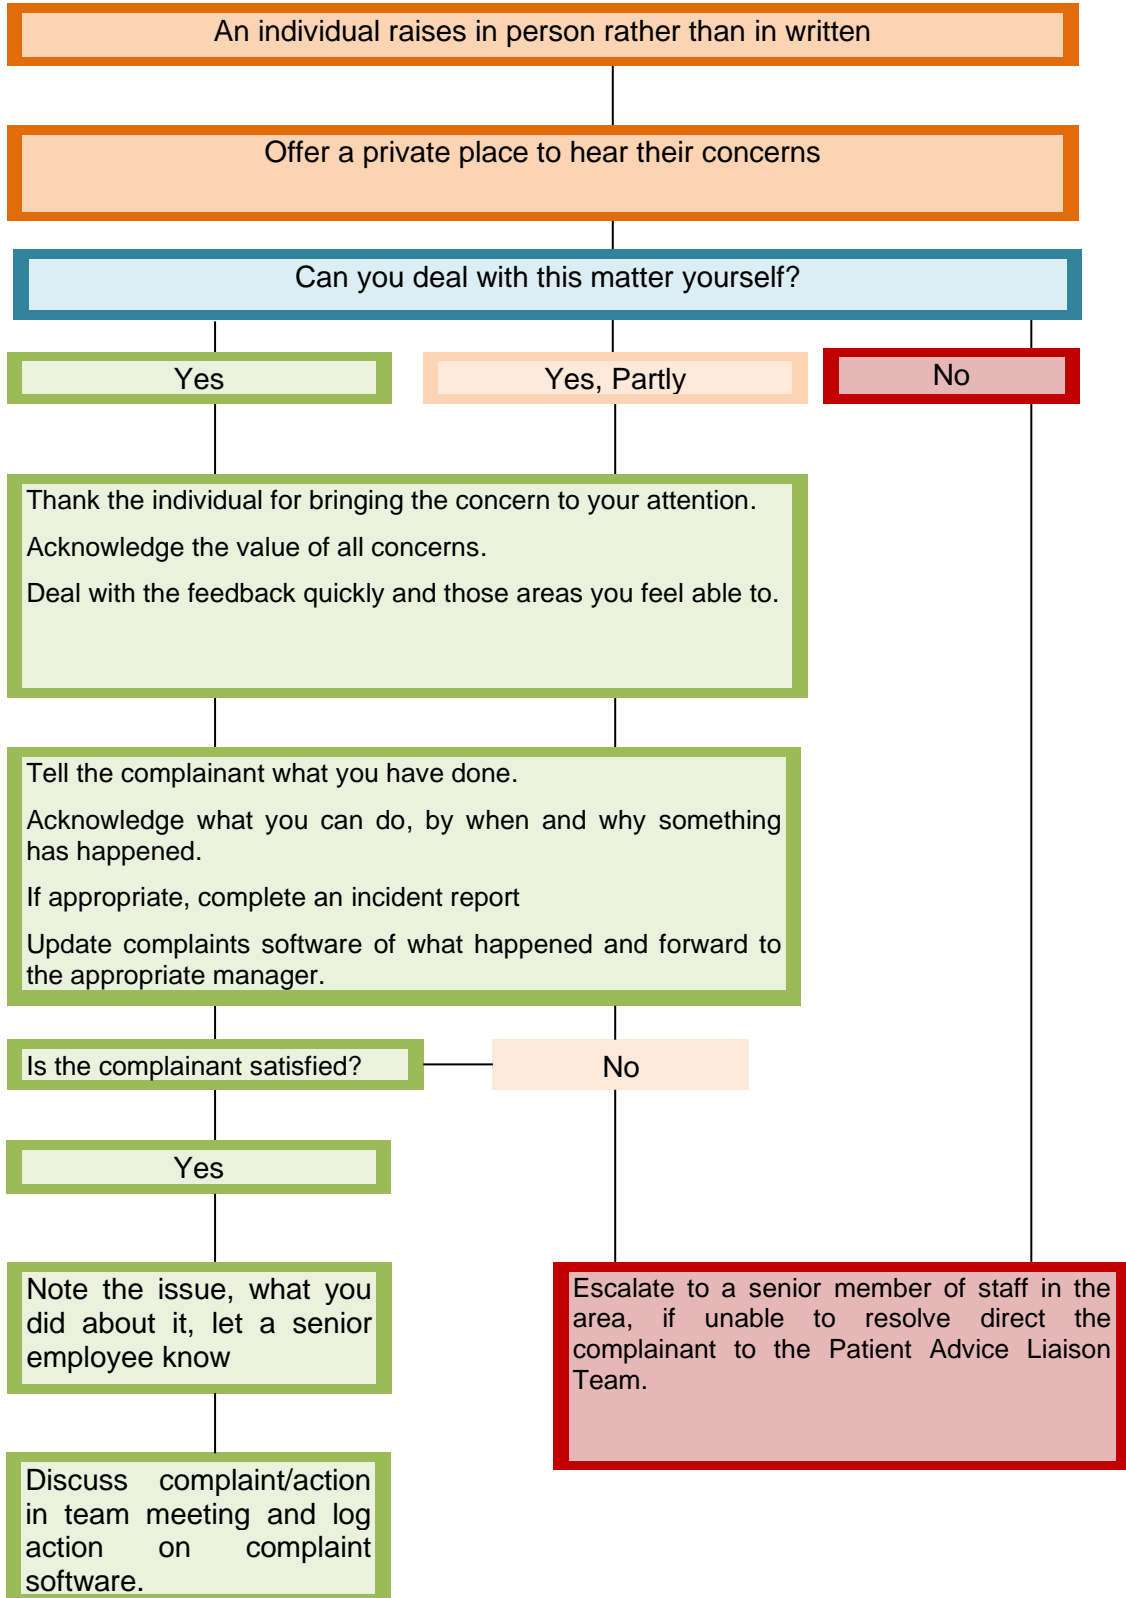 An individual raises in person rather than in written
Offer a private place to hear their concerns
Can you deal with this matter yourself?
Yes
Yes, Partly
No
Thank the individual for bringing the concern to your attention.
Acknowledge the value of all concerns.
Deal with the feedback quickly and those areas you feel able to.
Tell the complainant what you have done.
Acknowledge what you can do, by when and why something
has happened.
If appropriate, complete an incident report
Update complaints software of what happened and forward to
the appropriate manager.
Is the complainant satisfied?
No
Yes
Note the issue, what you
did about it, let a senior
employee know
Escalate to a senior member of staff in the
area, if unable to resolve direct the
complainant to the Patient Advice Liaison
Team.
Discuss complaint/action
in team meeting and log
action on complaint
software.